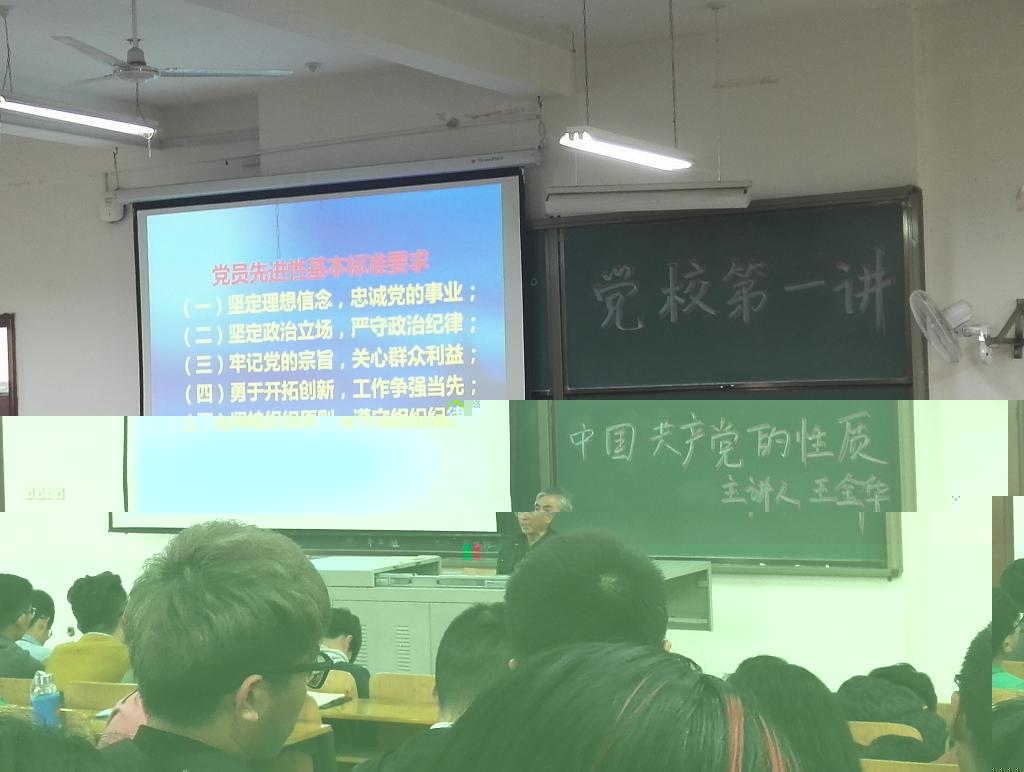 党员先进性基本标准要求
（一）坚定理想信念，忠诚党的事业；
（二）坚定政治立场，严守政治纪律；
（三）牢记党的宗旨，关心群众利益；
（四）勇于开拓创新，工作争强当先；
党校第一讲
中国共产党的性质
主讲人 王全华